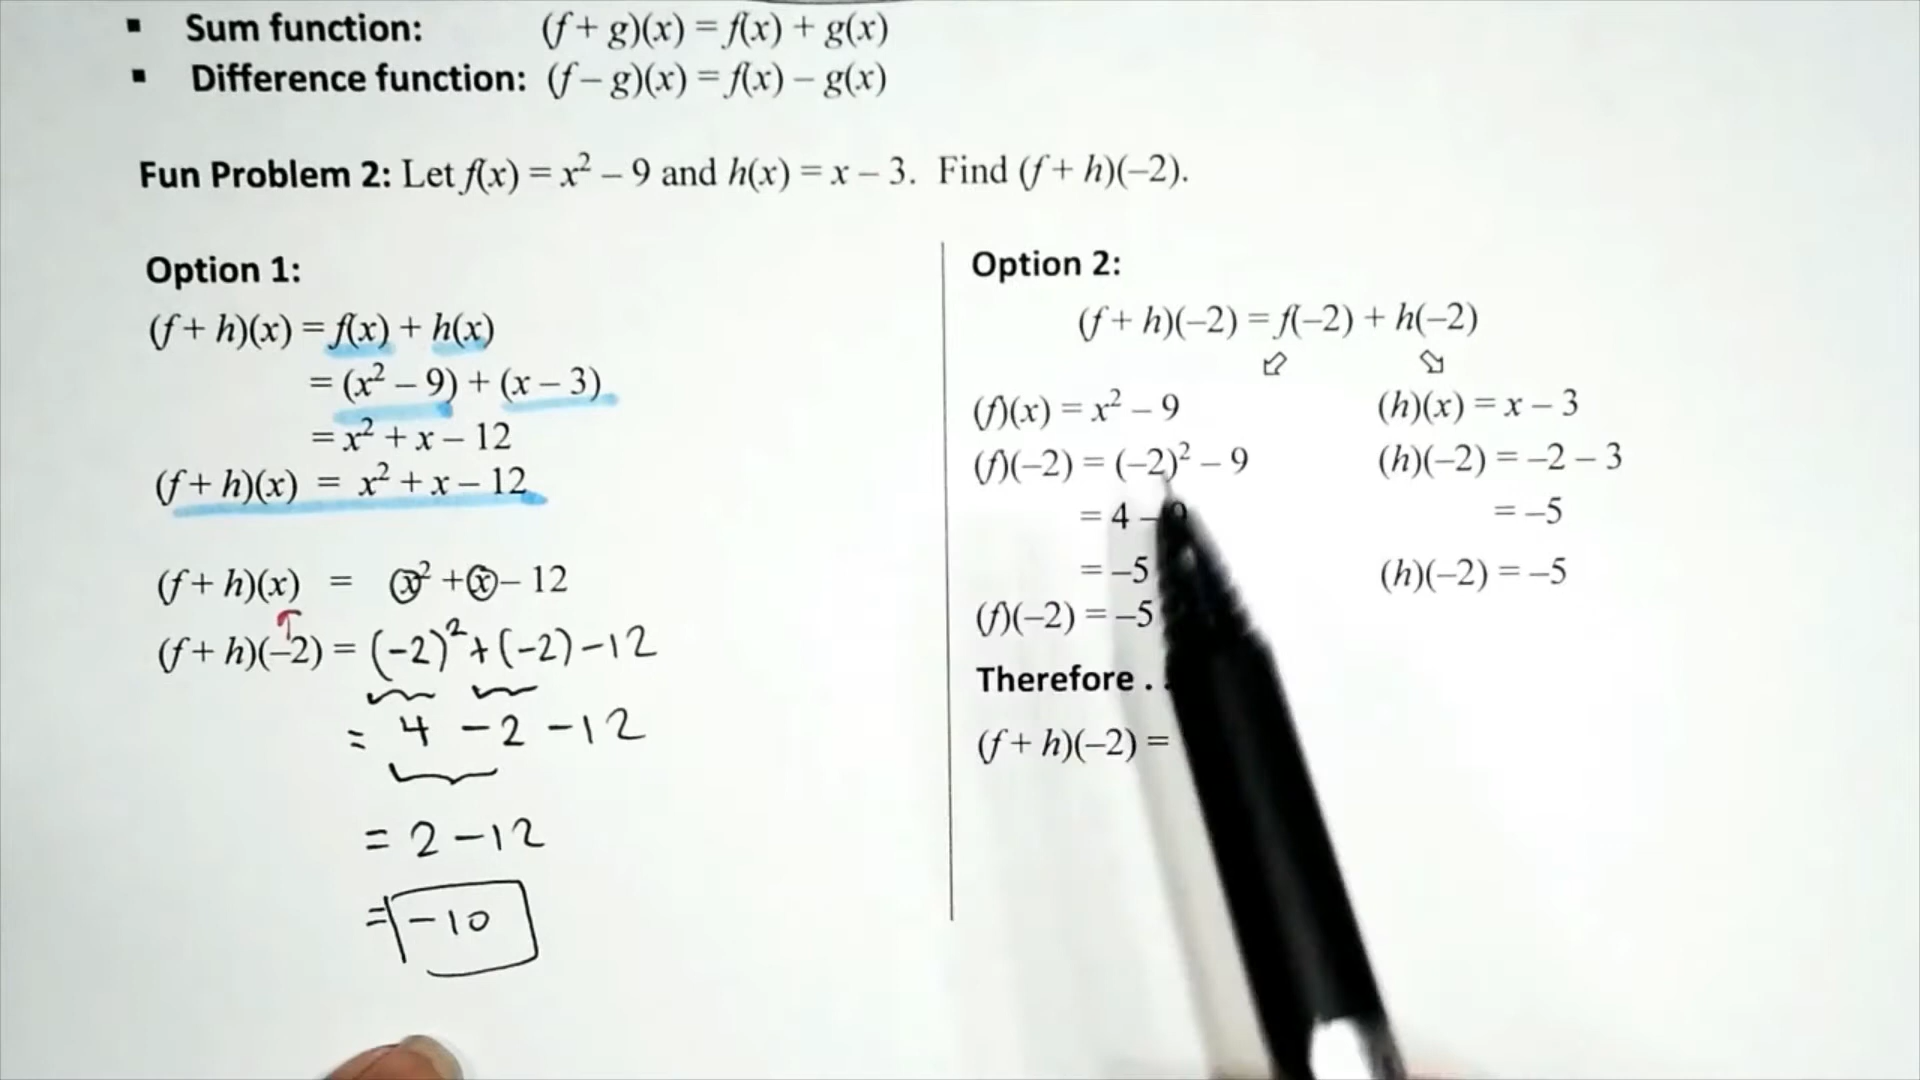 ▪ Sum function: (f + g)(x) = f(x) + g(x)
▪ Difference function: (f – g)(x) = f(x) – g(x)
Fun Problem 2: Let f(x) = x² – 9 and h(x) = x – 3. Find (f + h)(–2).
Option 1:
(f + h)(x) = f(x) + h(x)
= (x² – 9) + (x – 3)
= x² + x – 12
(f + h)(x) = x² + x – 12
(f + h)(x) = x² + x – 12
(f + h)(–2) = (-2)² + (-2) - 12
= 4 - 2 - 12
= 2 - 12
= -10
Option 2:
(f + h)(–2) = f(–2) + h(–2)
(f)(x) = x² – 9
(f)(–2) = (–2)² – 9
= 4 –
= –5
(f)(–2) = –5
(h)(x) = x – 3
(h)(–2) = –2 – 3
= –5
(h)(–2) = –5
Therefore . .
(f + h)(–2) =